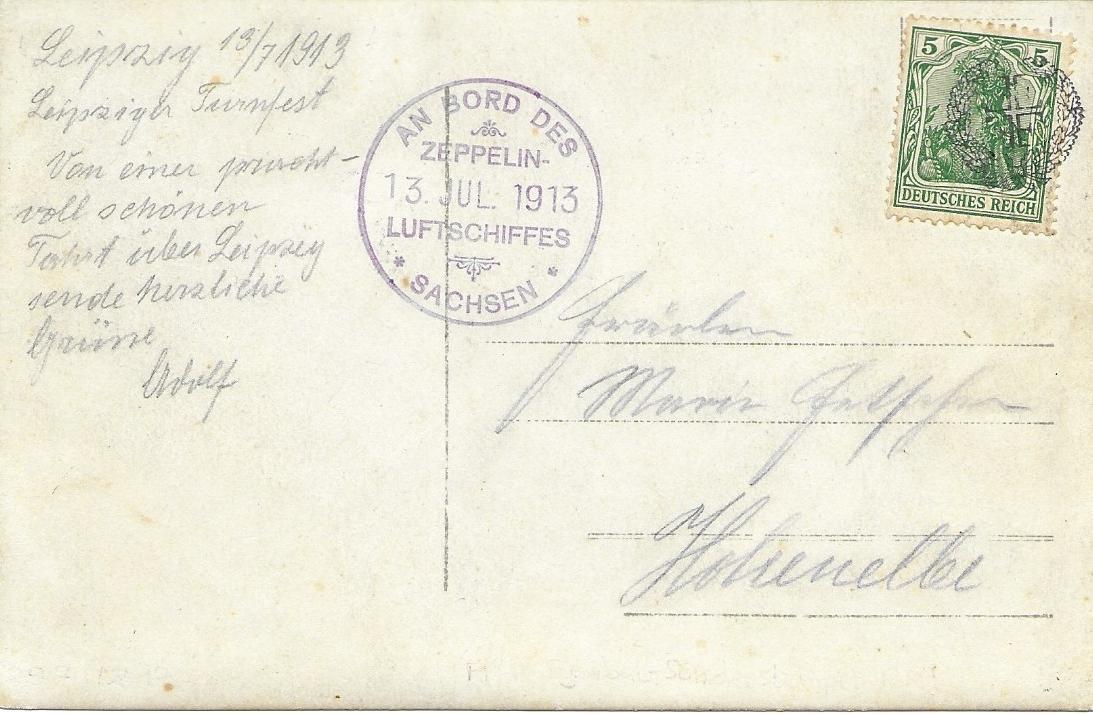 Leipzig 13/7 1913
Leipziger Turnfest
Von einer pracht-
voll schönen
Fahrt über Leipzig
sende herzliche
Grüsse
Adolf
AN BORD DES
ZEPPELIN-
13. JUL. 1913
LUFTSCHIFFES
* SACHSEN *
5 5
DEUTSCHES REICH
Fräulein
Marie
Hohenelbe